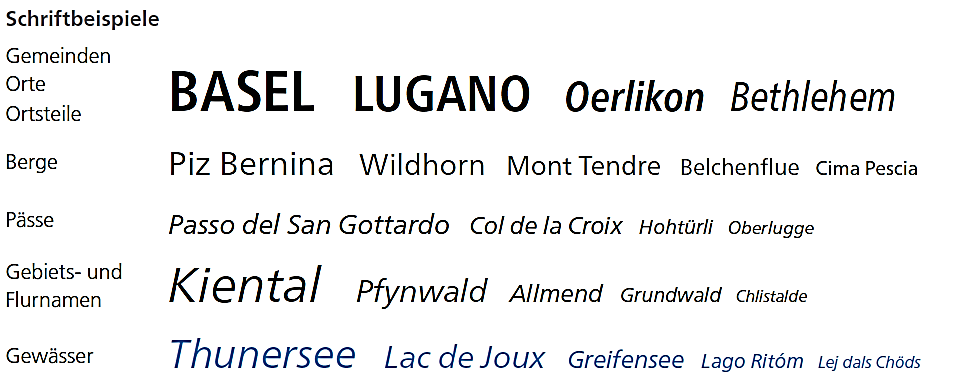 Schriftbeispiele
Gemeinden
Orte
Ortsteile
BASEL LUGANO Oerlikon Bethlehem
Berge Piz Bernina Wildhorn Mont Tendre Belchenflue Cima Pescia
Pässe Passo del San Gottardo Col de la Croix Hohtürli Oberlugge
Gebiets- und
Flurnamen
Kiental Pfynwald Allmend Grundwald Chlistalde
Gewässer Thunersee Lac de Joux Greifensee Lago Ritóm Lej dals Chöds